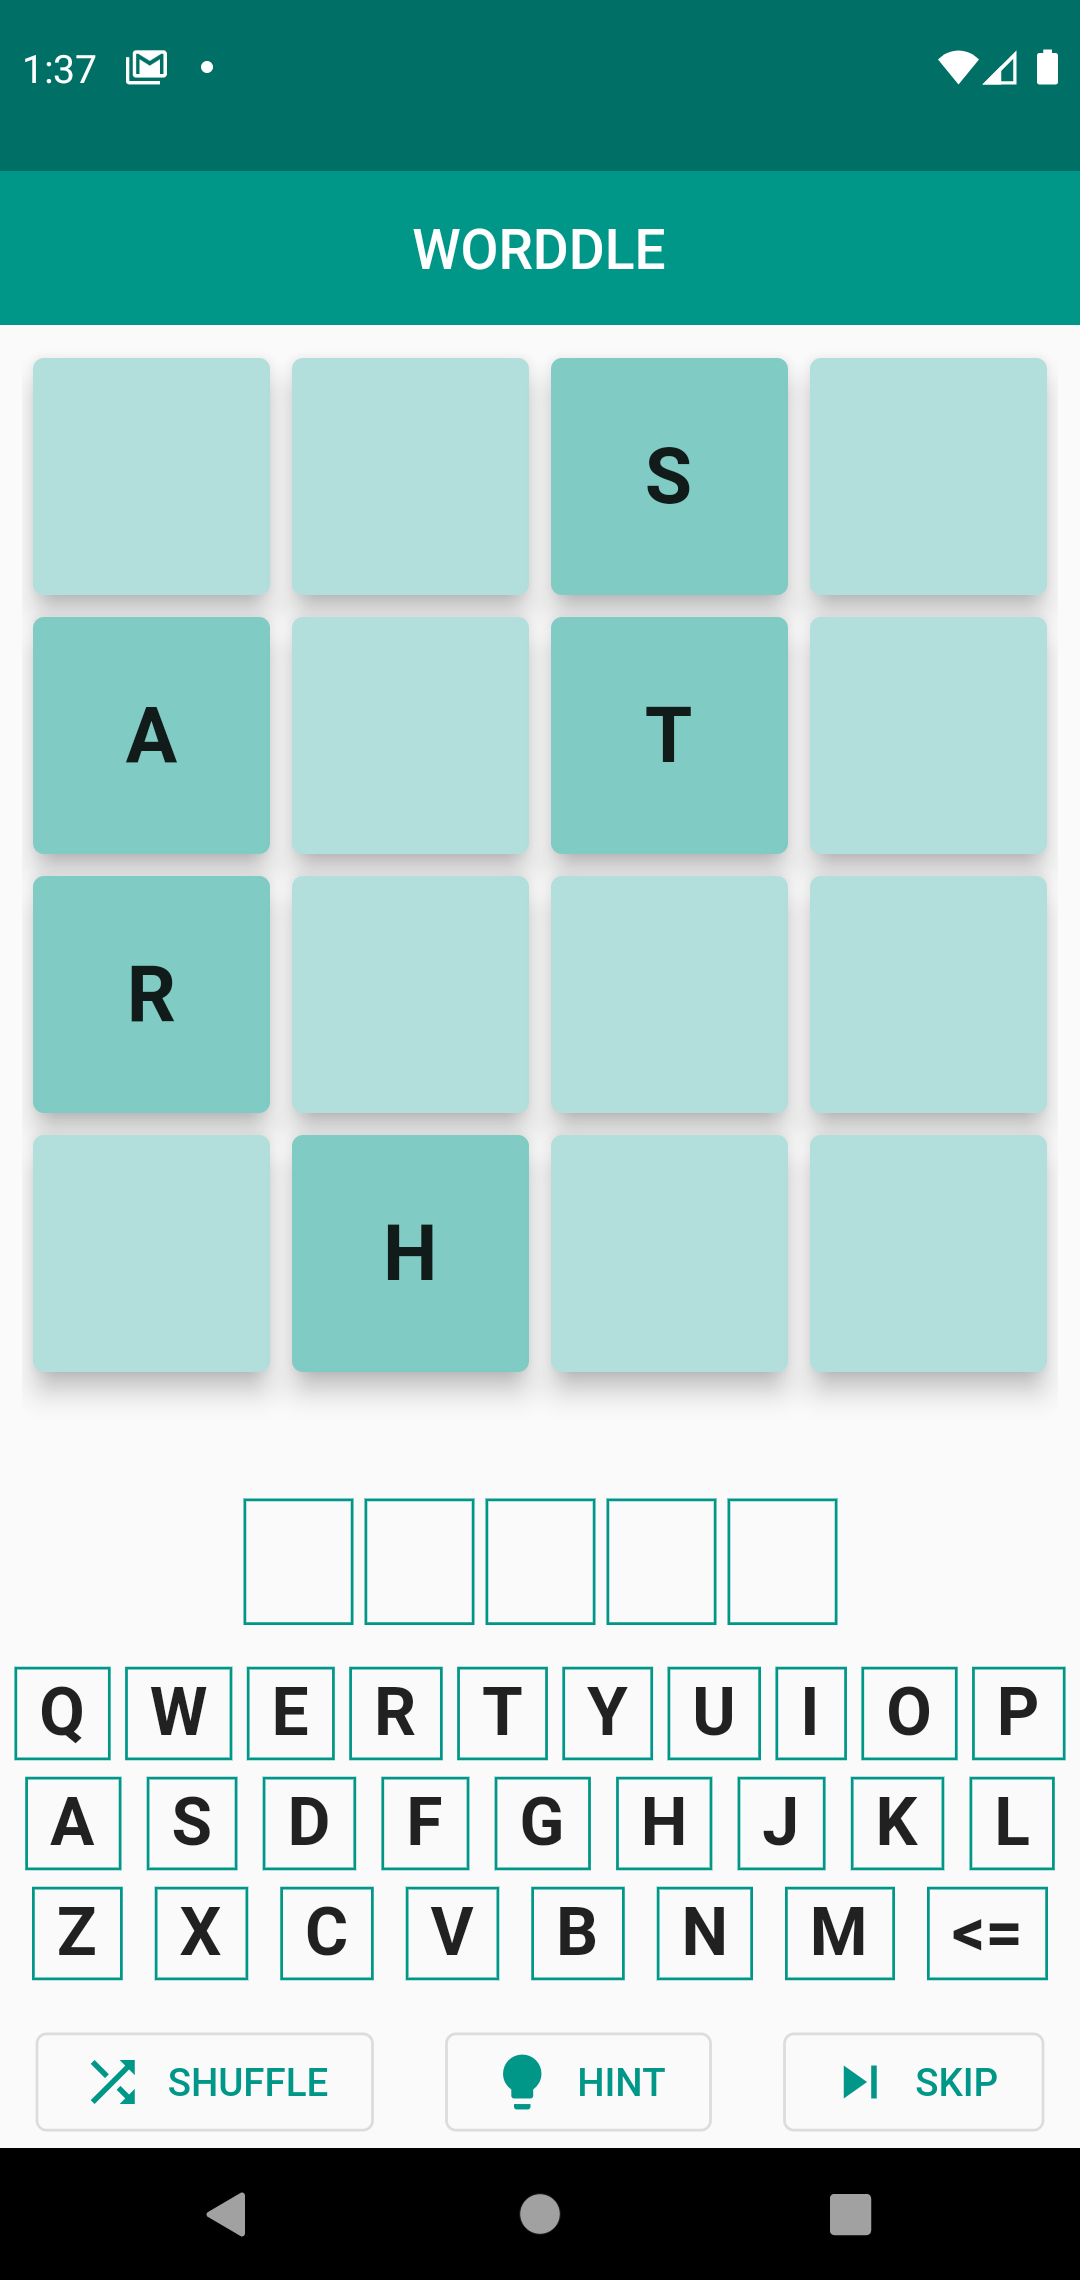 1:37
WORDDLE
S
A T
R
H
Q W E R T Y U I O P
A S D F G H J K L
Z X C V B N M <=
SHUFFLE HINT SKIP